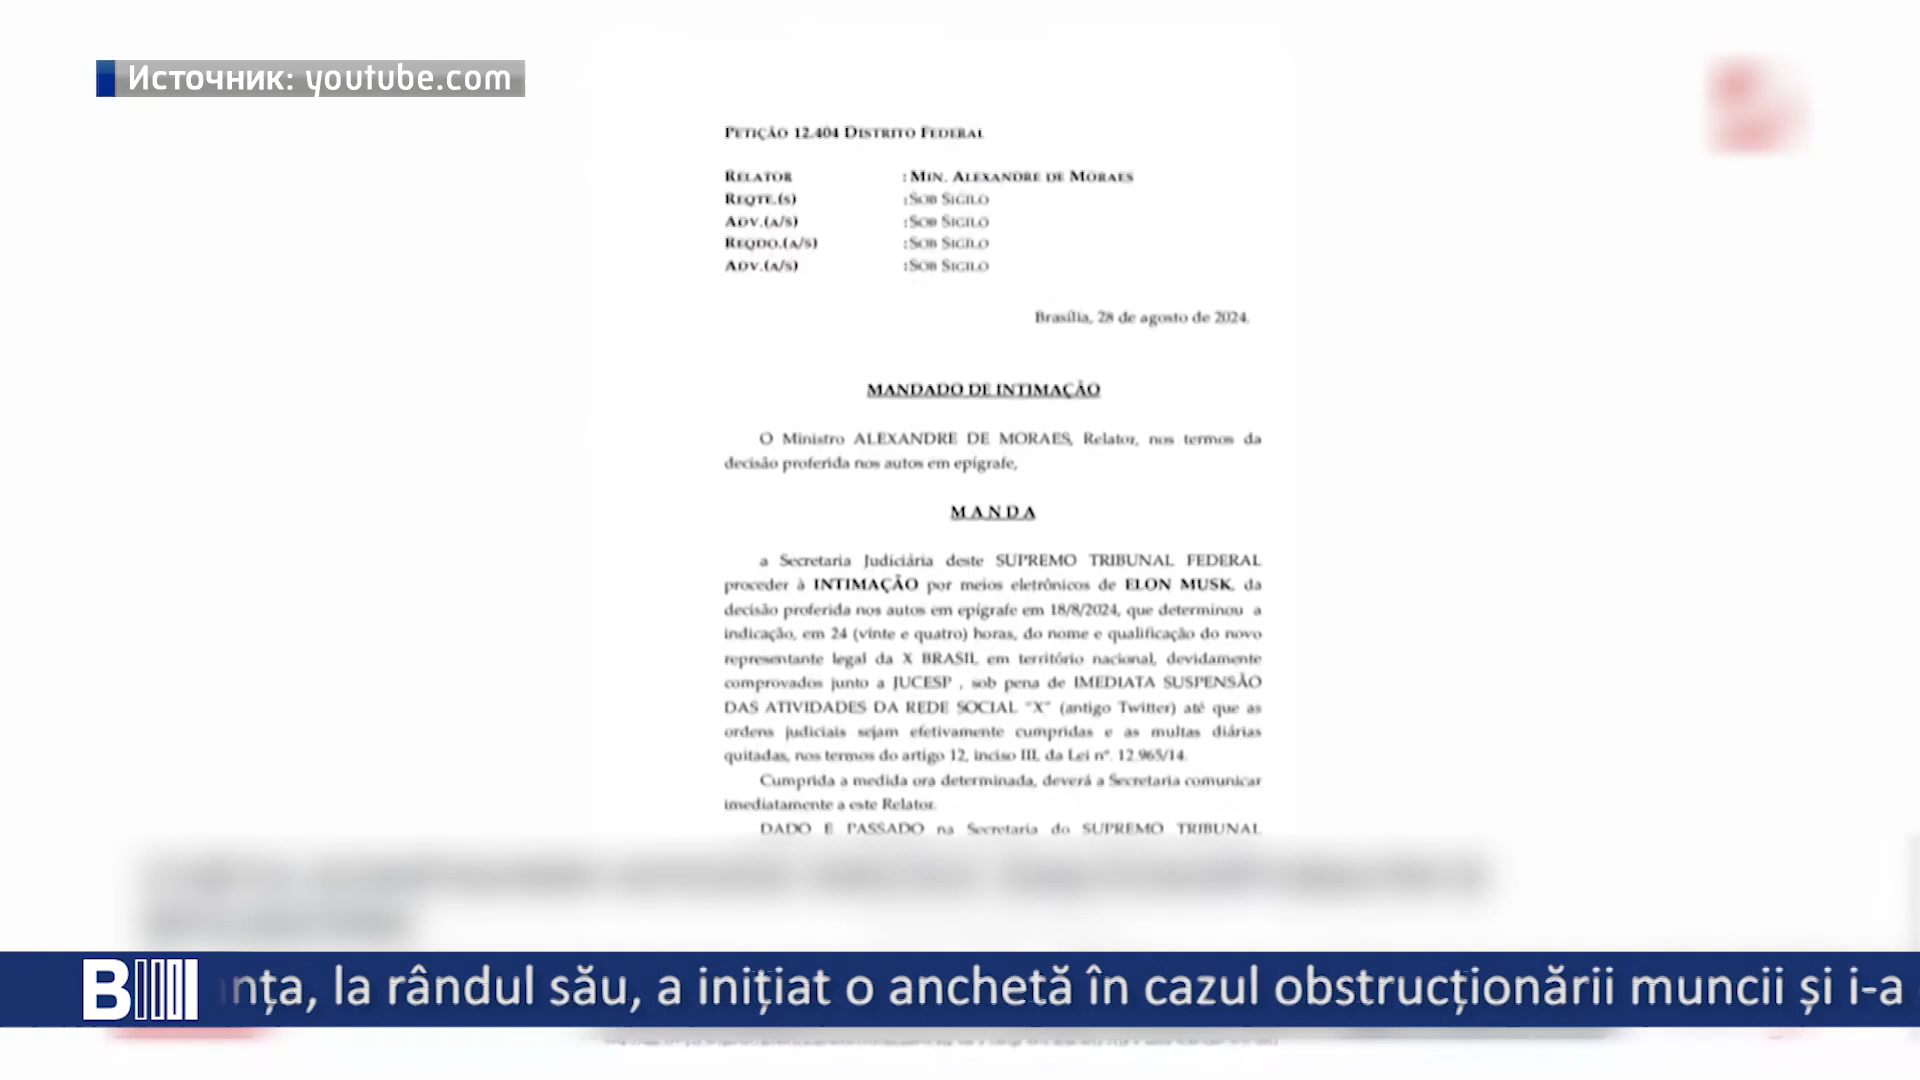 Источник: youtube.com
PETIÇÃO 12.404 DISTRITO FEDERAL
RELATOR : MIN. ALEXANDRE DE MORAES
REQTE.(S) : SOB SIGILO
ADV.(A/S) : SOB SIGILO
REQDO.(A/S) : SOB SIGILO
ADV.(A/S) : SOB SIGILO
Brasília, 28 de agosto de 2024.
MANDADO DE INTIMAÇÃO
O Ministro ALEXANDRE DE MORAES, Relator, nos termos da
decisão proferida nos autos em epígrafe,
M A N D A
a Secretaria Judiciária deste SUPREMO TRIBUNAL FEDERAL
proceder à INTIMAÇÃO por meios eletrônicos de ELON MUSK, da
decisão proferida nos autos em epígrafe em 18/8/2024, que determinou a
indicação, em 24 (vinte e quatro) horas, do nome e qualificação do novo
representante legal da X BRASIL em território nacional, devidamente
comprovados junto a JUCESP , sob pena de IMEDIATA SUSPENSÃO
DAS ATIVIDADES DA REDE SOCIAL "X" (antigo Twitter) até que as
ordens judiciais sejam efetivamente cumpridas e as multas diárias
quitadas, nos termos do artigo 12, inciso III, da Lei nº. 12.965/14.
Cumprida a medida ora determinada, deverá a Secretaria comunicar
imediatamente a este Relator.
DADO E PASSADO na Secretaria do SUPREMO TRIBUNAL
B nța, la rândul său, a inițiat o anchetă în cazul obstrucționării muncii și i-a